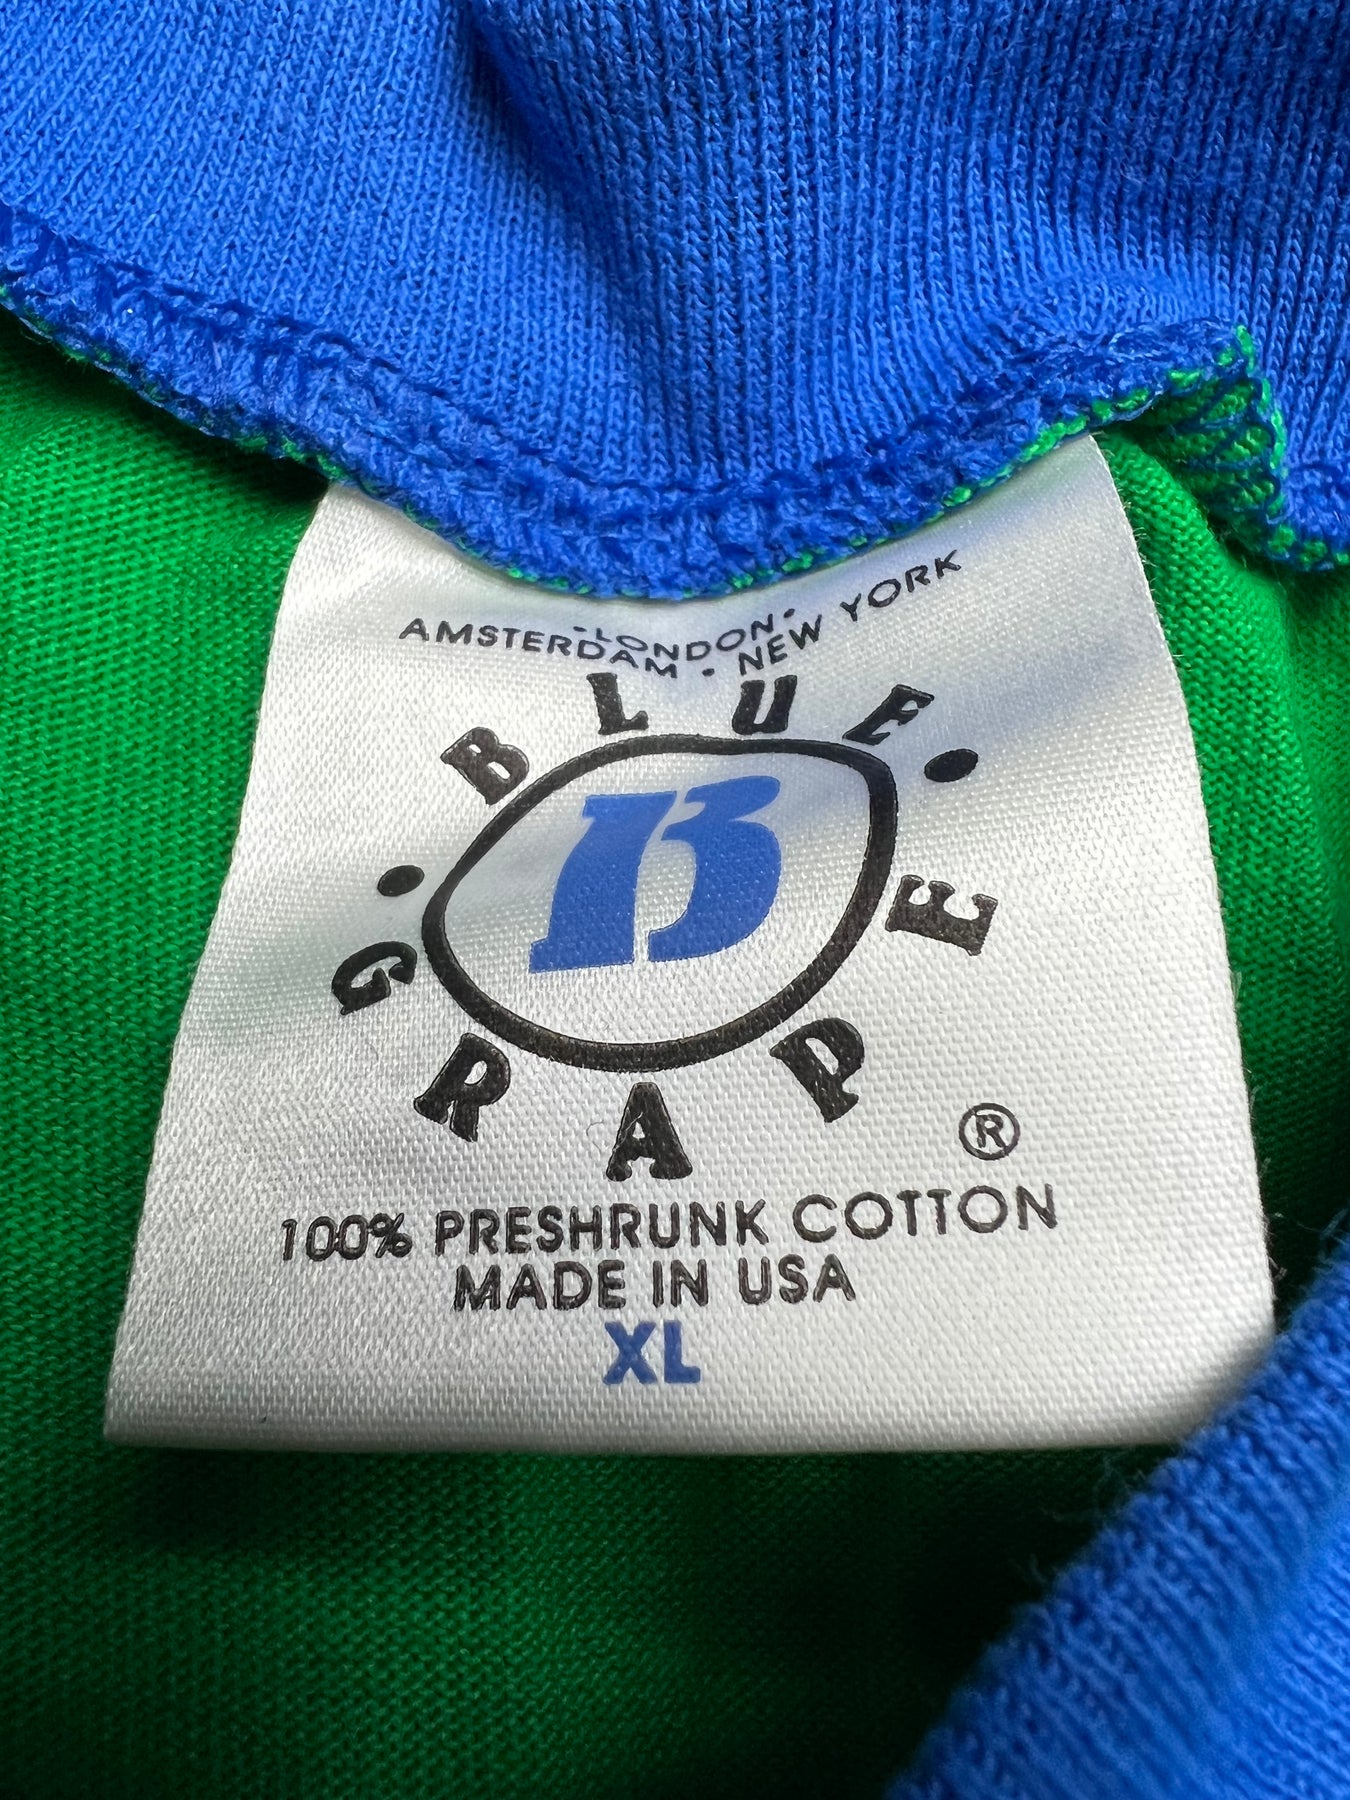 ·LONDON·
AMSTERDAM · NEW YORK
BLUE
B
• GRAPE •
®
100% PRESHRUNK COTTON
MADE IN USA
XL